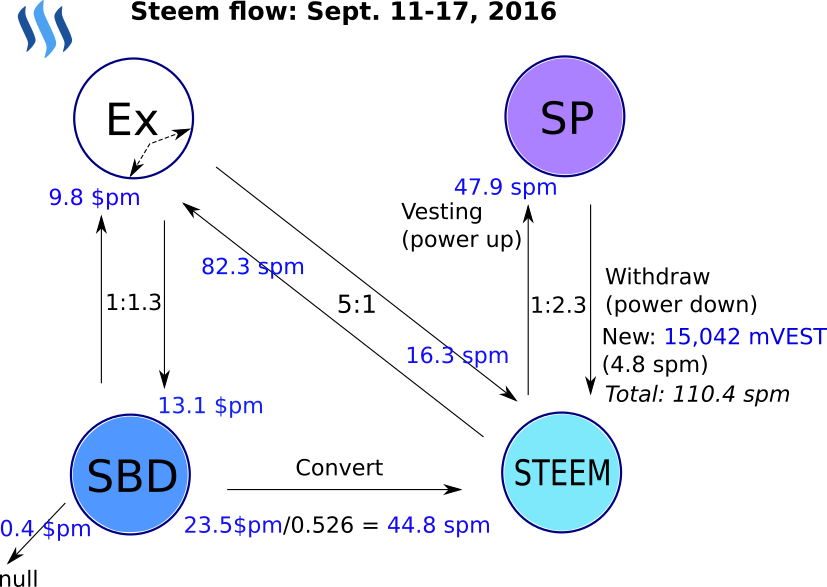 Steem flow: Sept. 11-17, 2016
Ex
SP
9.8 $pm
47.9 spm
Vesting
(power up)
82.3 spm
1:1.3
5:1
1:2.3
Withdraw
(power down)
New: 15,042 mVEST
(4.8 spm)
Total: 110.4 spm
16.3 spm
13.1 $pm
SBD
Convert
STEEM
23.5$pm/0.526 = 44.8 spm
0.4 $pm
null